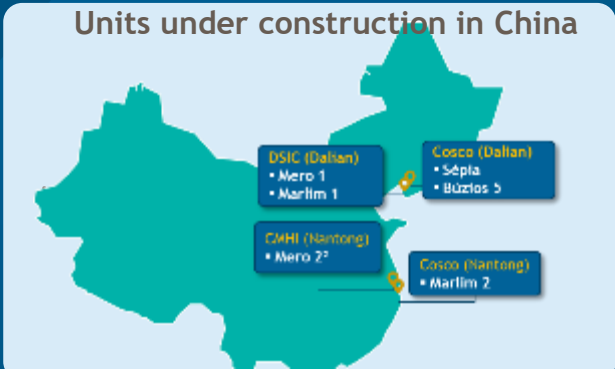 Units under construction in China
DSIC (Dalian)
• Mero 1
• Marlim 1
Cosco (Dalian)
• Sépia
• Búzios 5
CMHI (Nantong)
• Mero 2²
Cosco (Nantong)
• Marlim 2